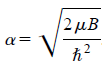 α = √(2μB / ħ²)